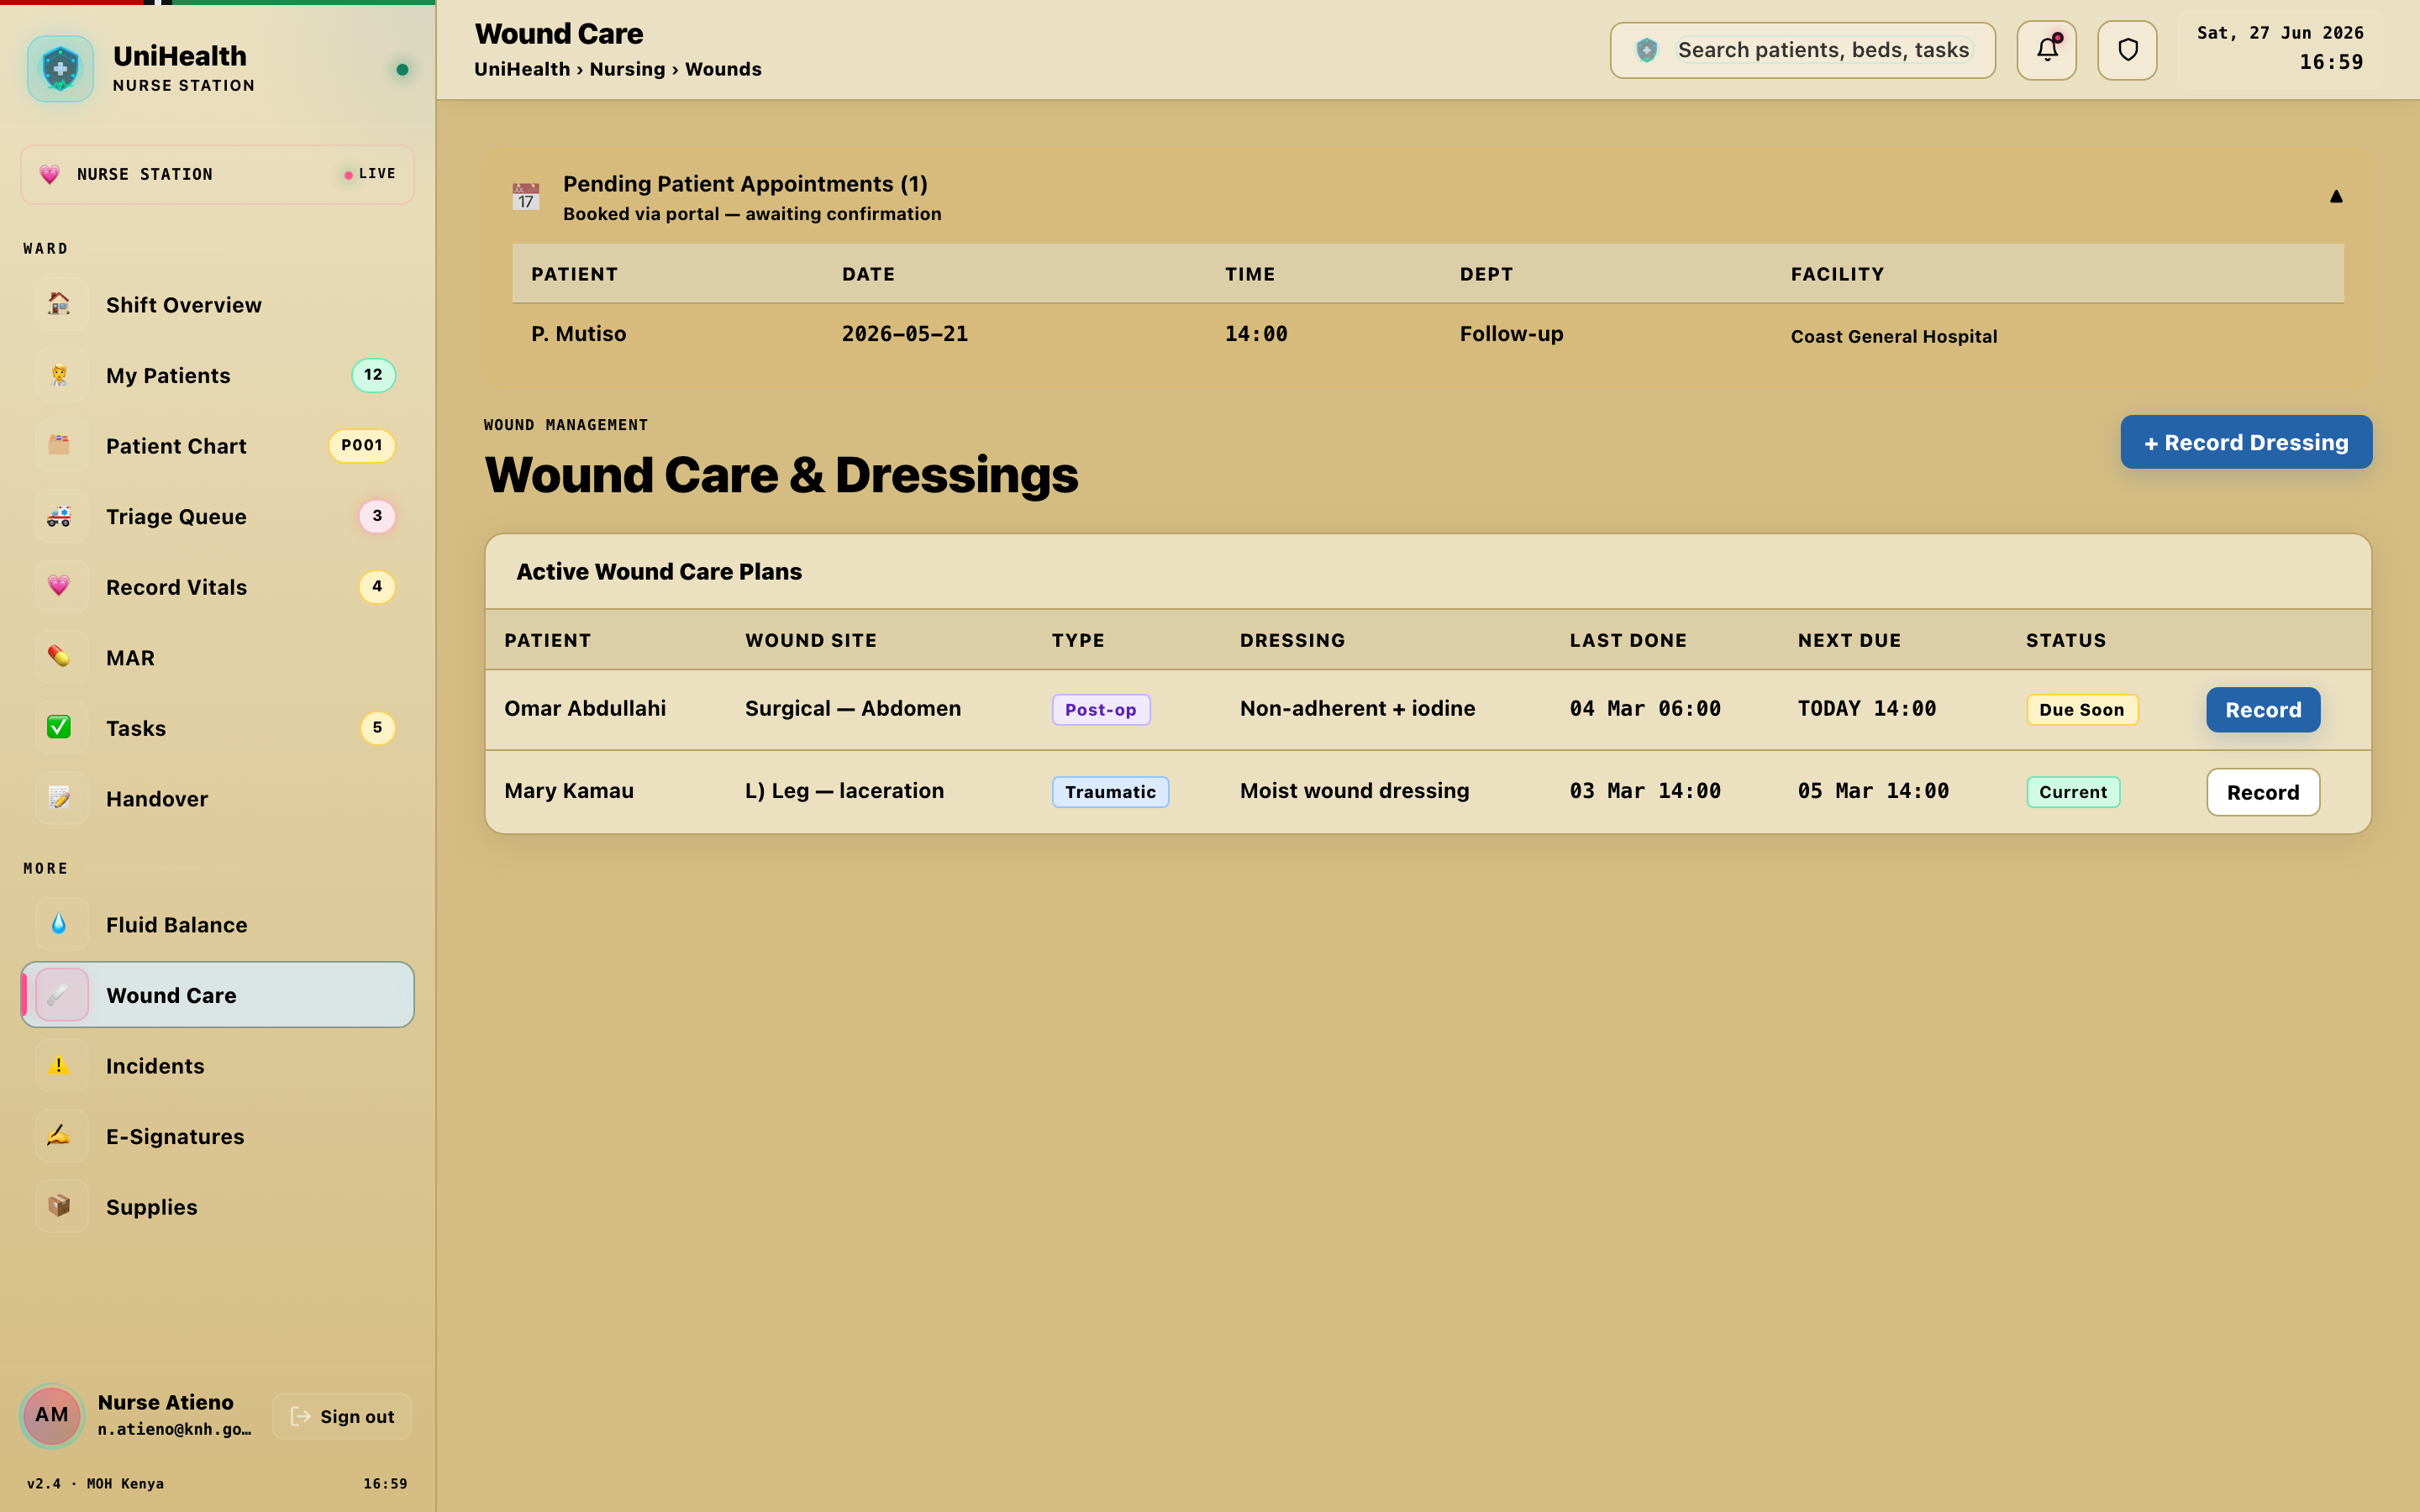 UniHealth
NURSE STATION
NURSE STATION
LIVE
WARD
Shift Overview
My Patients
12
Patient Chart
P001
Triage Queue
3
Record Vitals
4
MAR
Tasks
5
Handover
MORE
Fluid Balance
Wound Care
Incidents
E-Signatures
Supplies
AM
Nurse Atieno
n.atieno@knh.go…
Sign out
v2.4 · MOH Kenya
16:59
Wound Care
UniHealth › Nursing › Wounds
Search patients, beds, tasks
Sat, 27 Jun 2026
16:59
17
Pending Patient Appointments (1)
Booked via portal — awaiting confirmation
▲
PATIENT DATE TIME DEPT FACILITY
P. Mutiso 2026-05-21 14:00 Follow-up Coast General Hospital
WOUND MANAGEMENT
Wound Care & Dressings
+ Record Dressing
Active Wound Care Plans
PATIENT WOUND SITE TYPE DRESSING LAST DONE NEXT DUE STATUS
Omar Abdullahi Surgical — Abdomen Post-op Non-adherent + iodine 04 Mar 06:00 TODAY 14:00 Due Soon Record
Mary Kamau L) Leg — laceration Traumatic Moist wound dressing 03 Mar 14:00 05 Mar 14:00 Current Record